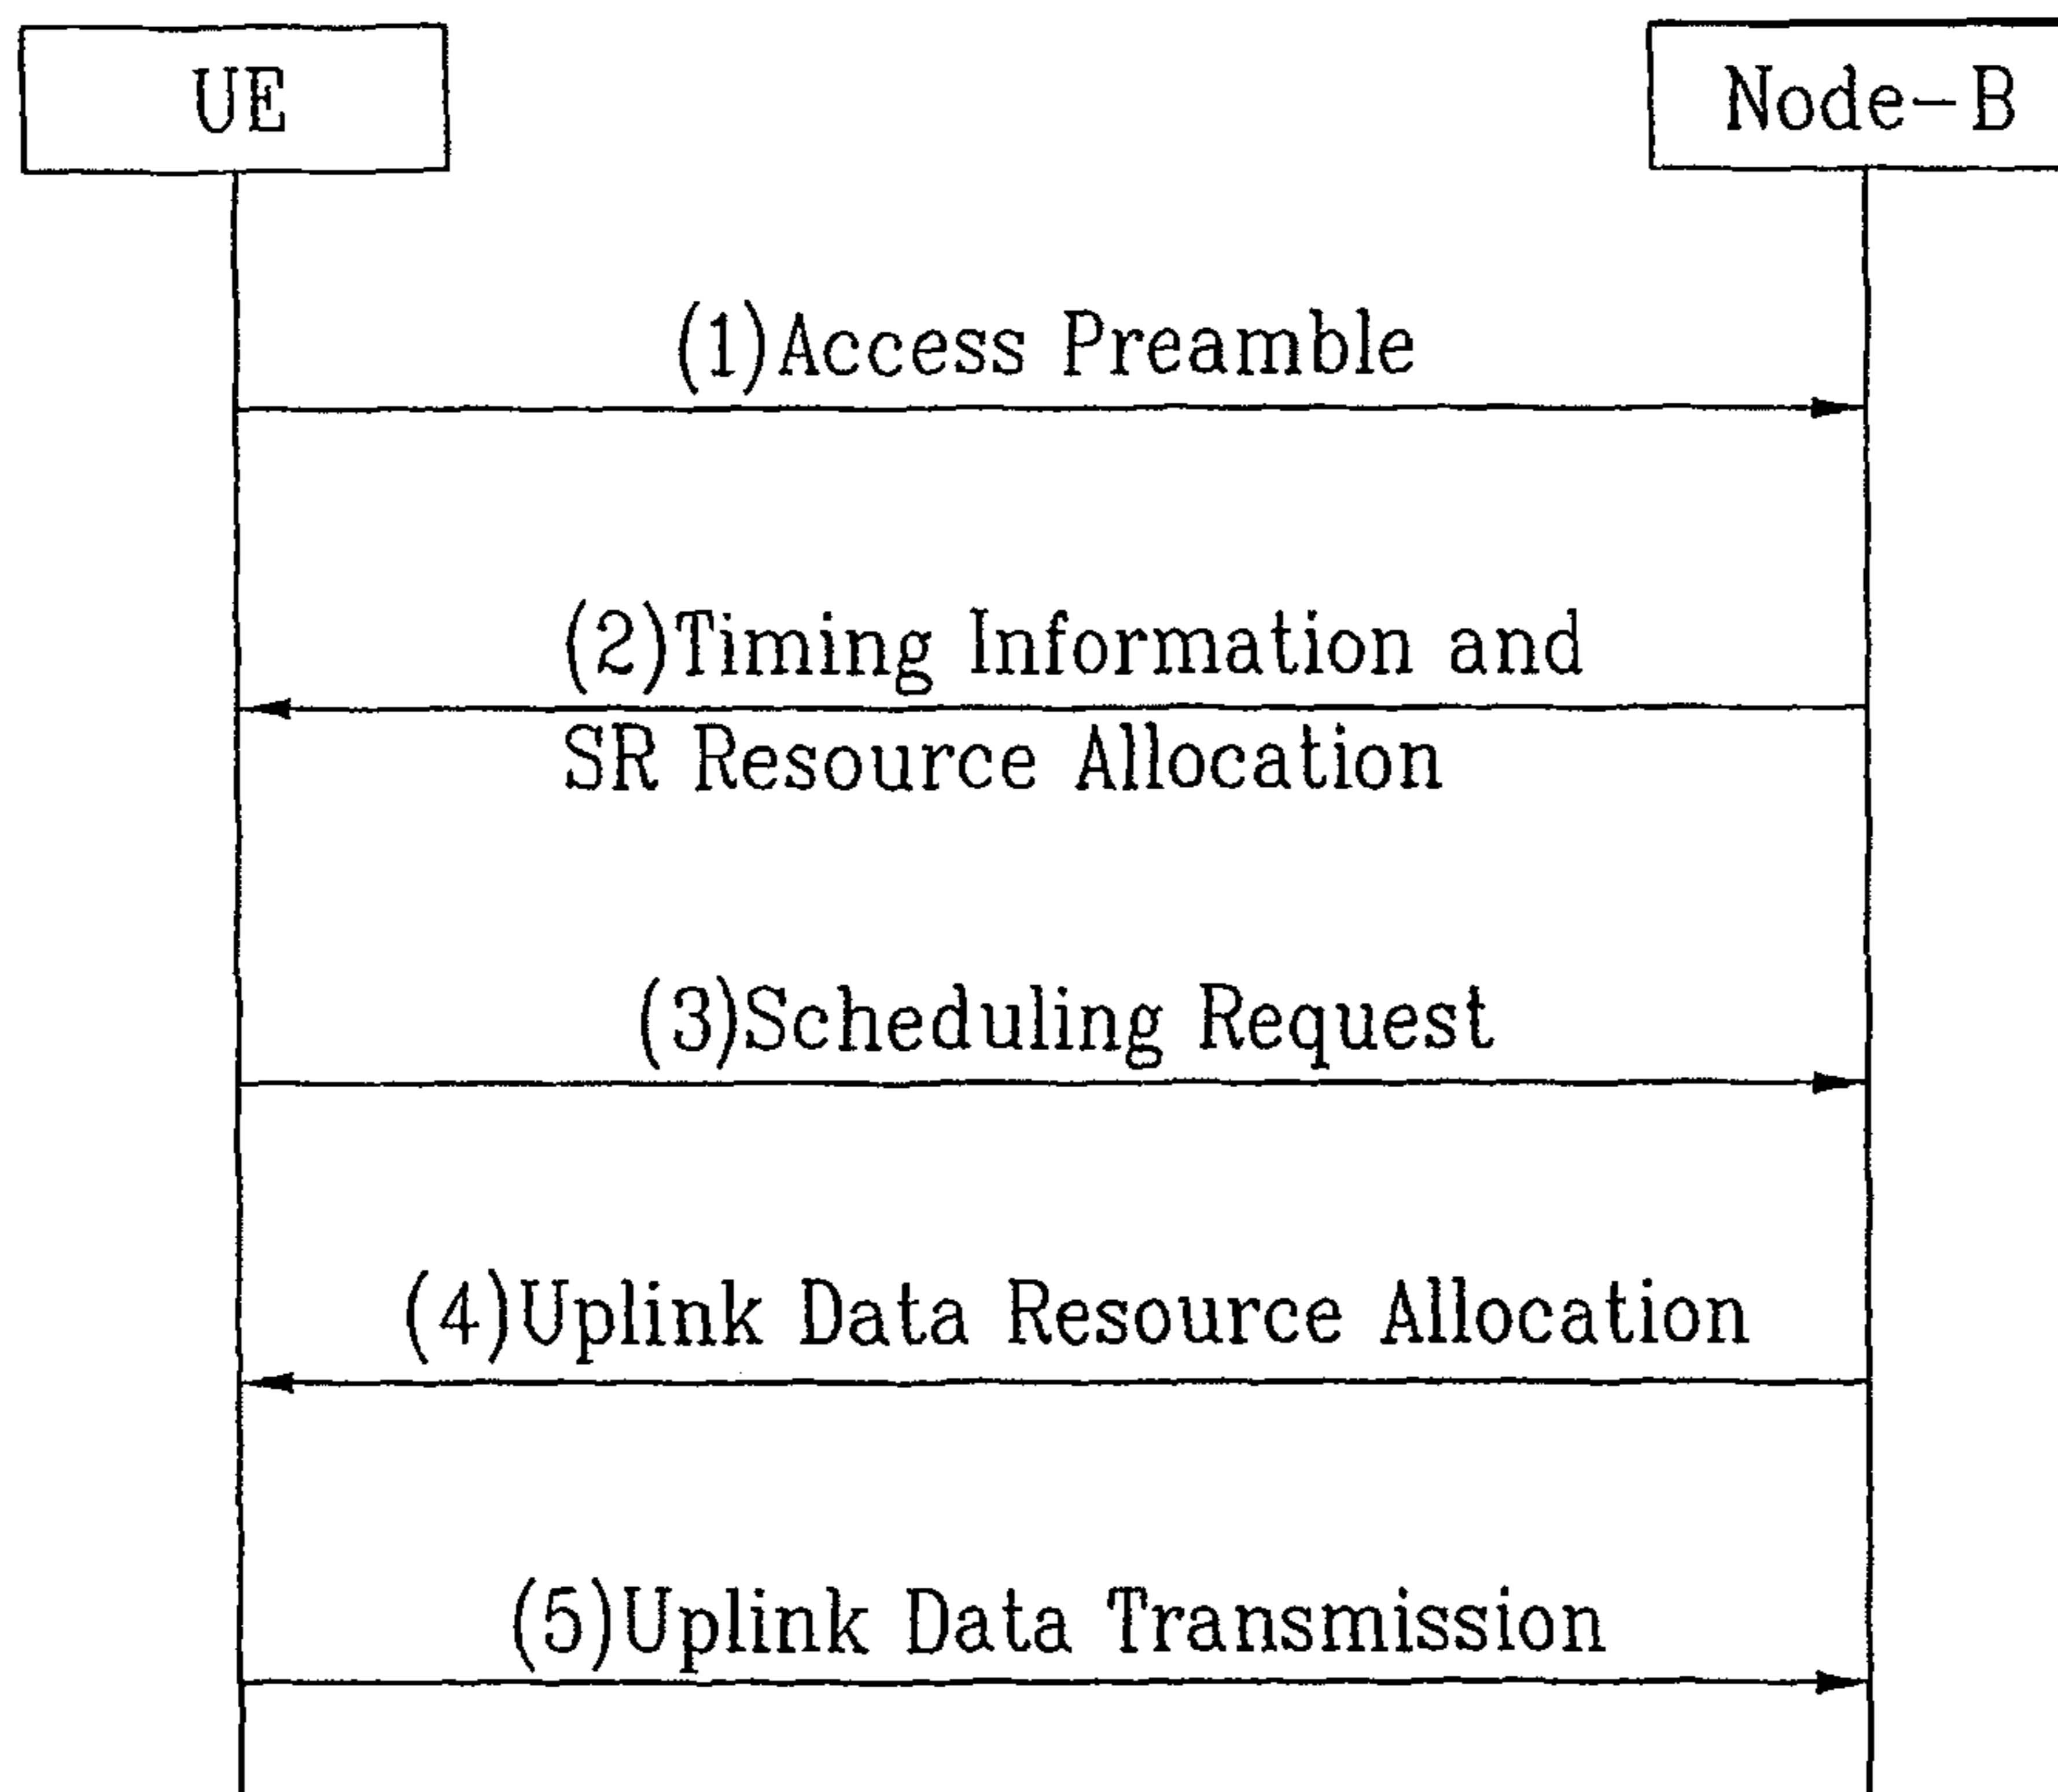 UE
Node-B
(1)Access Preamble
(2)Timing Information and
SR Resource Allocation
(3)Scheduling Request
(4)Uplink Data Resource Allocation
(5)Uplink Data Transmission